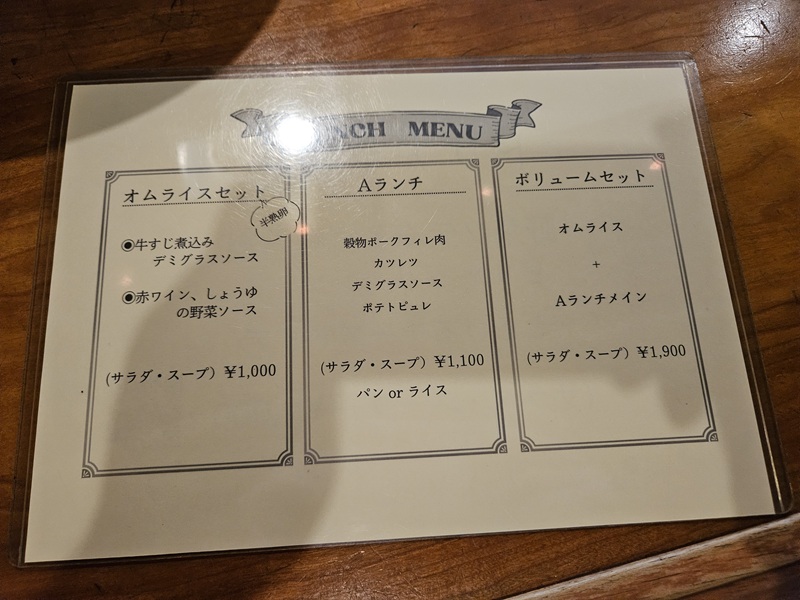 MENU
オムライスセット
半熟卵
◉牛すじ煮込み
デミグラスソース
◉赤ワイン、しょうゆ
の野菜ソース
(サラダ・スープ) ¥1,000
Aランチ
穀物ポークフィレ肉
カツレツ
デミグラスソース
ポテトピュレ
(サラダ・スープ) ¥1,100
パン or ライス
ボリュームセット
オムライス
+
Aランチメイン
(サラダ・スープ) ¥1,900